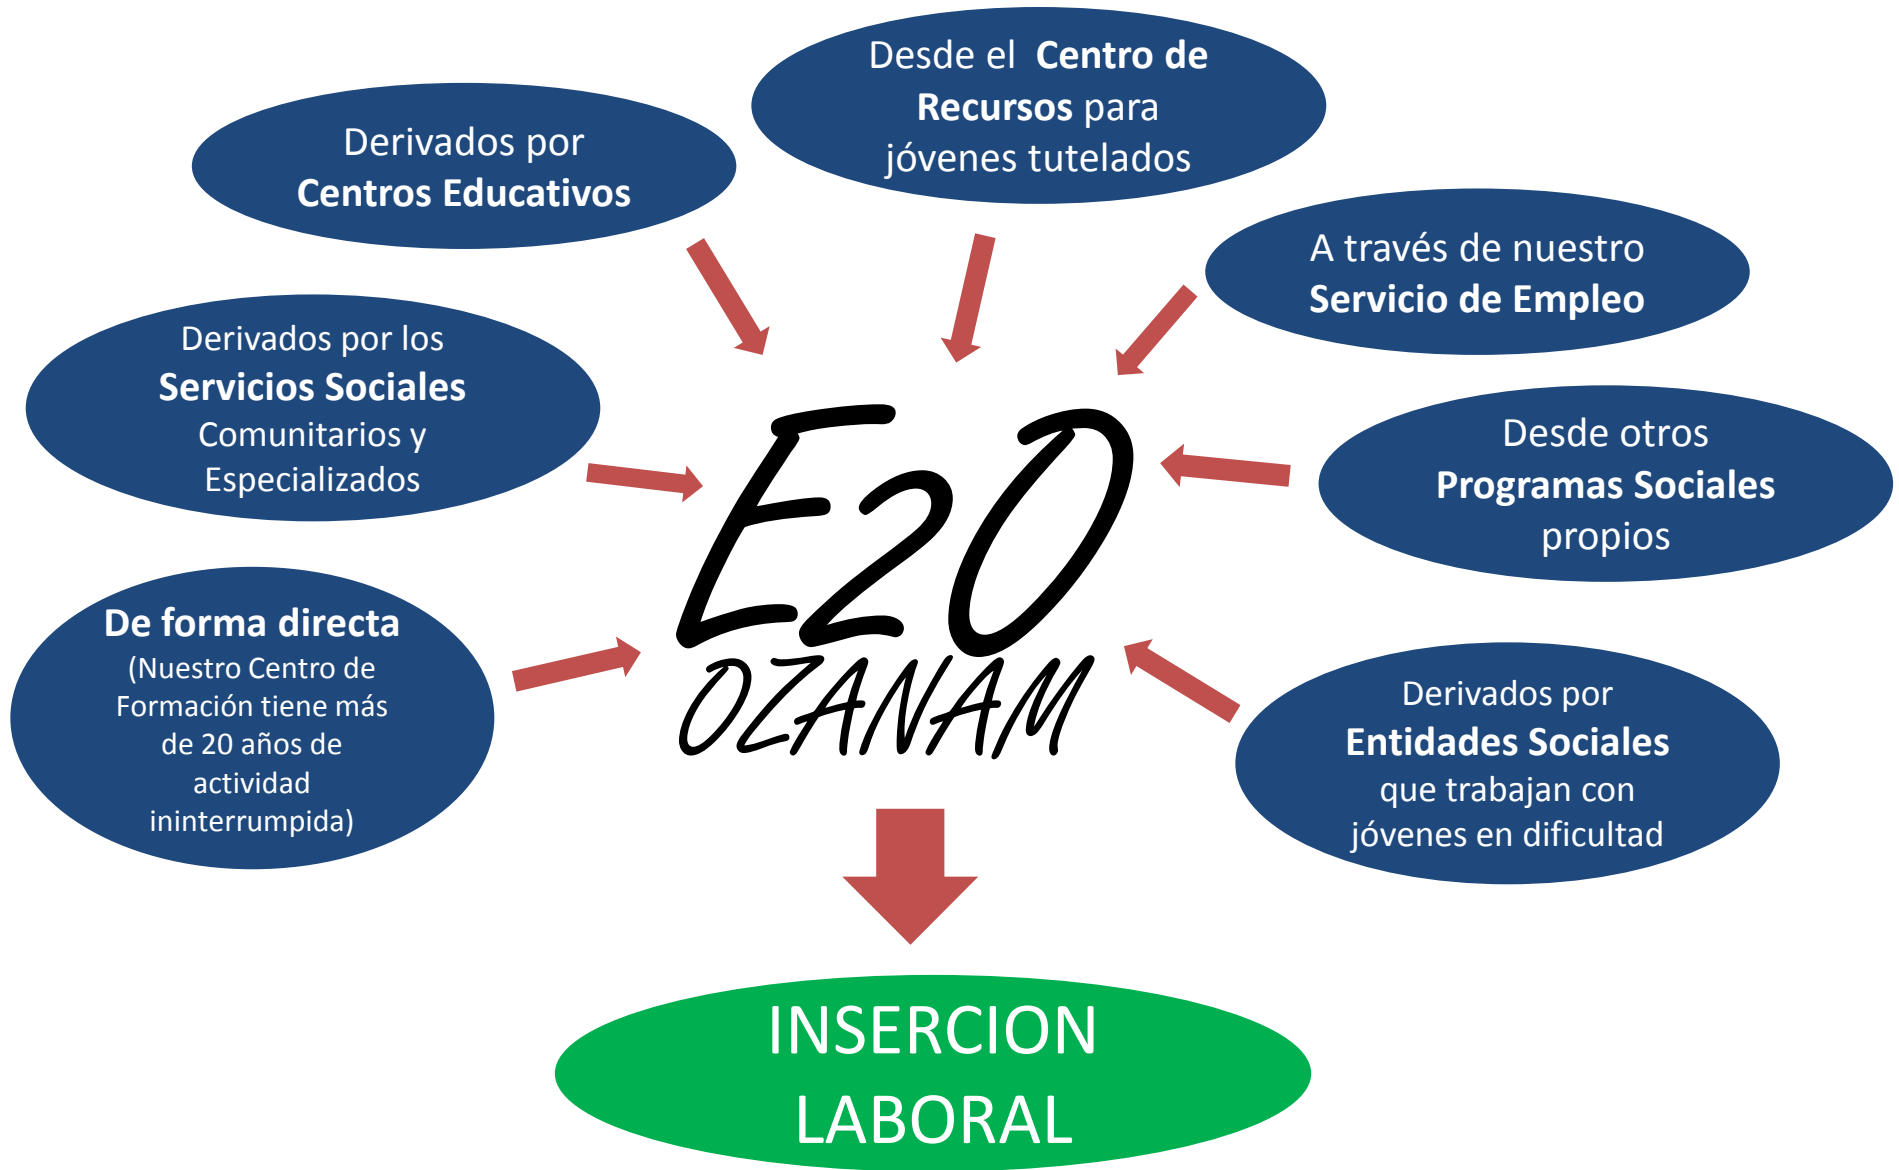 Desde el Centro de
Recursos para
jóvenes tutelados
Derivados por
Centros Educativos
A través de nuestro
Servicio de Empleo
Derivados por los
Servicios Sociales
Comunitarios y
Especializados
Desde otros
Programas Sociales
propios
E2O
OZANAM
De forma directa
(Nuestro Centro de
Formación tiene más
de 20 años de
actividad
ininterrumpida)
Derivados por
Entidades Sociales
que trabajan con
jóvenes en dificultad
INSERCION
LABORAL